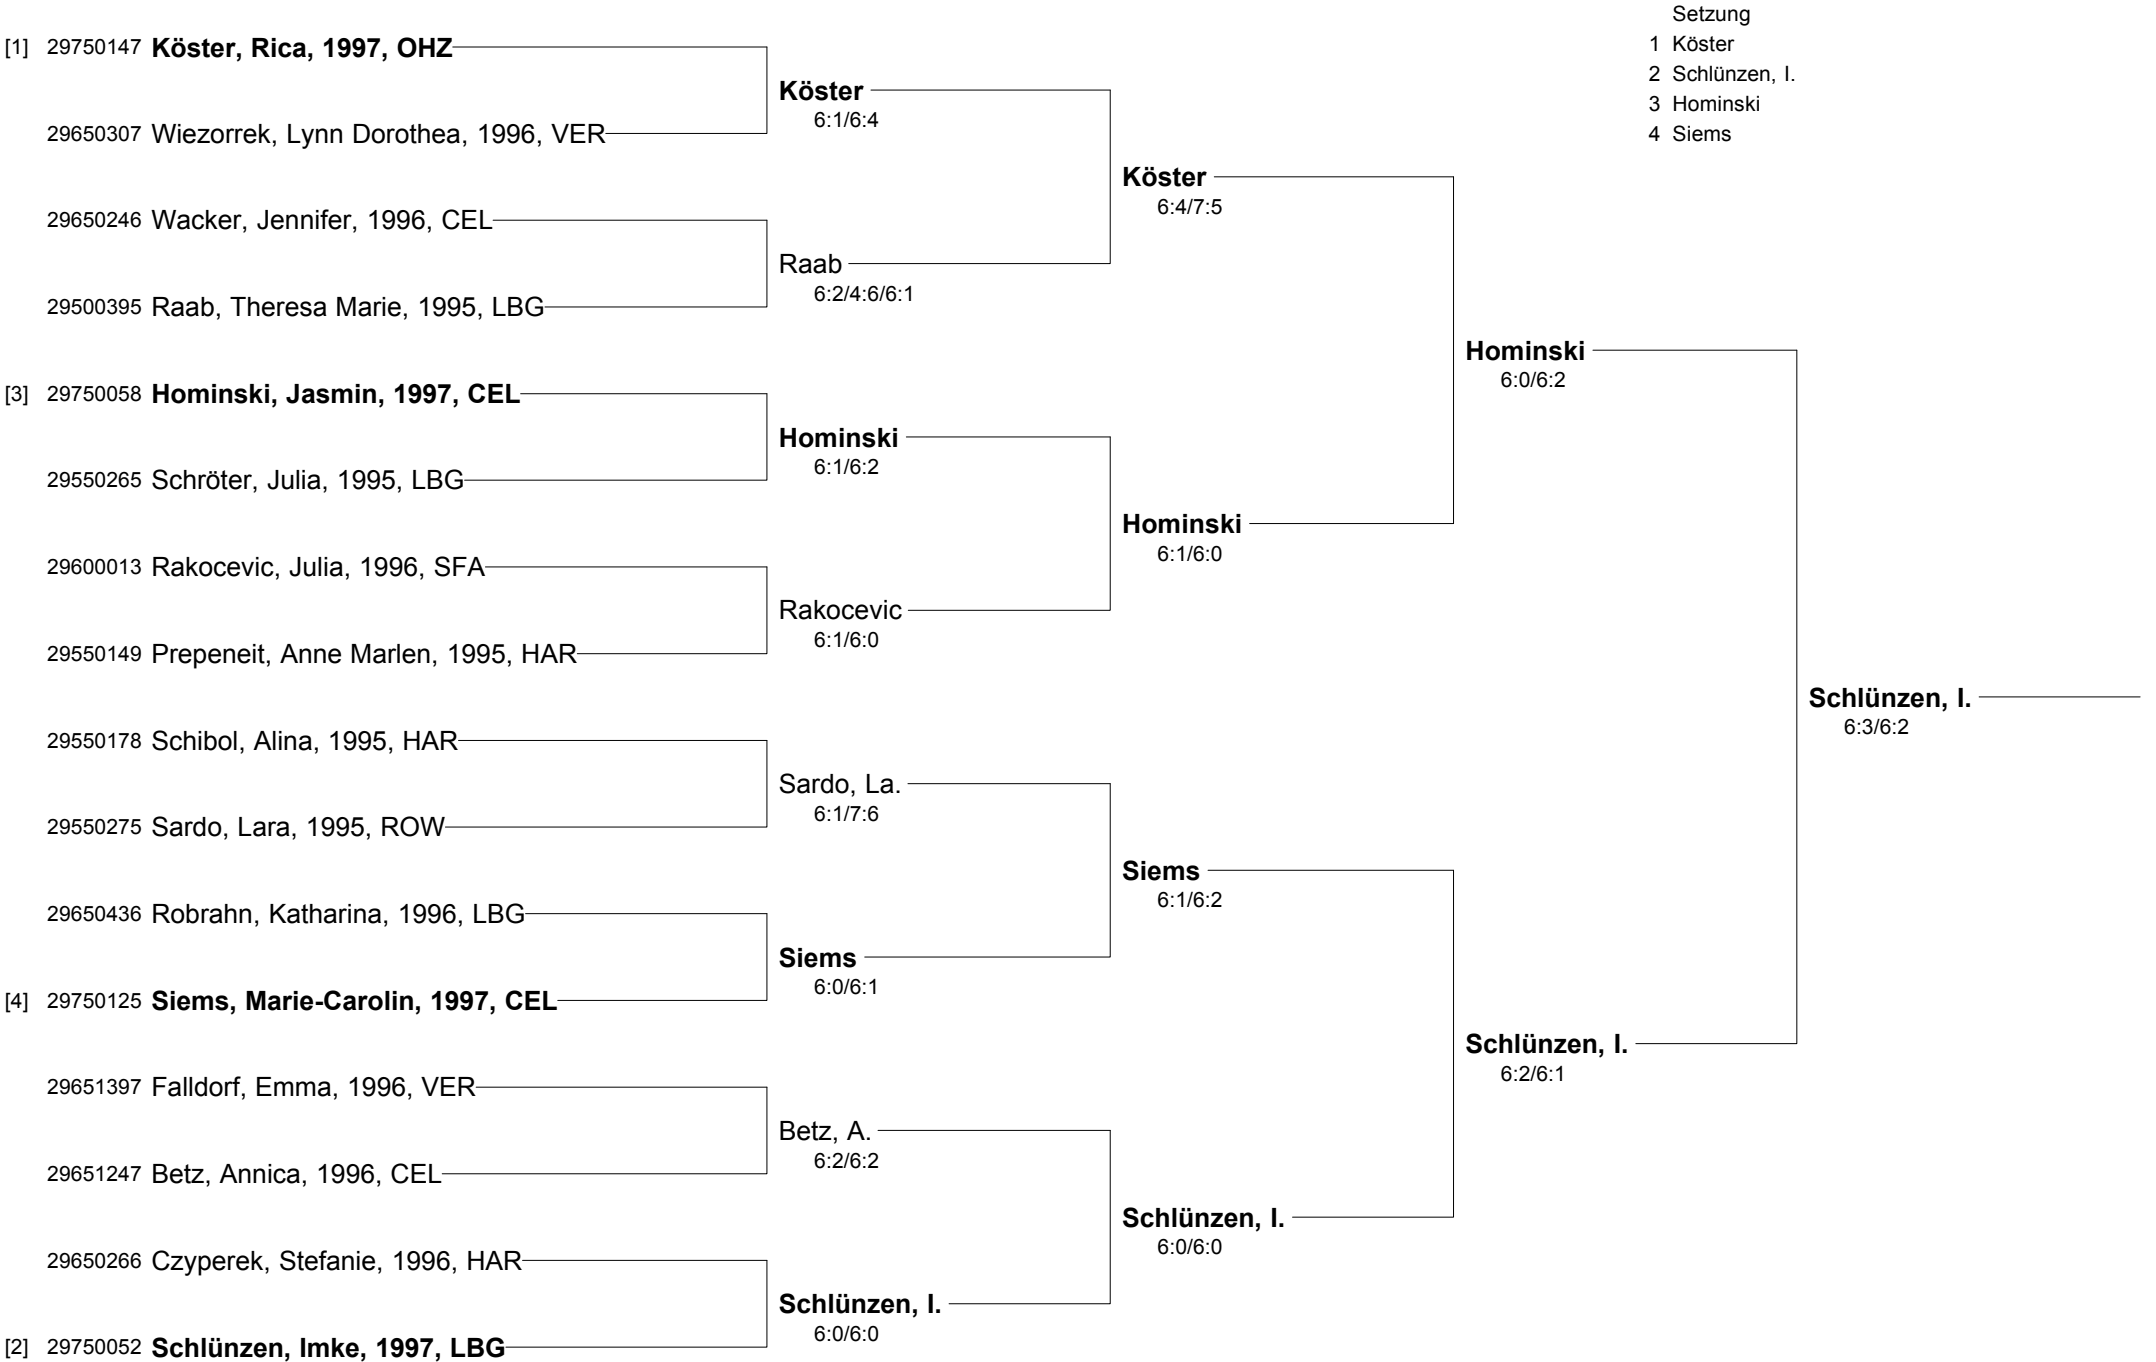 Setzung
1 Köster
2 Schlünzen, I.
3 Hominski
4 Siems
[1] 29750147 Köster, Rica, 1997, OHZ
29650307 Wiezorrek, Lynn Dorothea, 1996, VER
29650246 Wacker, Jennifer, 1996, CEL
29500395 Raab, Theresa Marie, 1995, LBG
[3] 29750058 Hominski, Jasmin, 1997, CEL
29550265 Schröter, Julia, 1995, LBG
29600013 Rakocevic, Julia, 1996, SFA
29550149 Prepeneit, Anne Marlen, 1995, HAR
29550178 Schibol, Alina, 1995, HAR
29550275 Sardo, Lara, 1995, ROW
29650436 Robrahn, Katharina, 1996, LBG
[4] 29750125 Siems, Marie-Carolin, 1997, CEL
29651397 Falldorf, Emma, 1996, VER
29651247 Betz, Annica, 1996, CEL
29650266 Czyperek, Stefanie, 1996, HAR
[2] 29750052 Schlünzen, Imke, 1997, LBG
Köster
6:1/6:4
Raab
6:2/4:6/6:1
Hominski
6:1/6:2
Rakocevic
6:1/6:0
Sardo, La.
6:1/7:6
Siems
6:0/6:1
Betz, A.
6:2/6:2
Schlünzen, I.
6:0/6:0
Köster
6:4/7:5
Hominski
6:1/6:0
Siems
6:1/6:2
Schlünzen, I.
6:0/6:0
Hominski
6:0/6:2
Schlünzen, I.
6:2/6:1
Schlünzen, I.
6:3/6:2